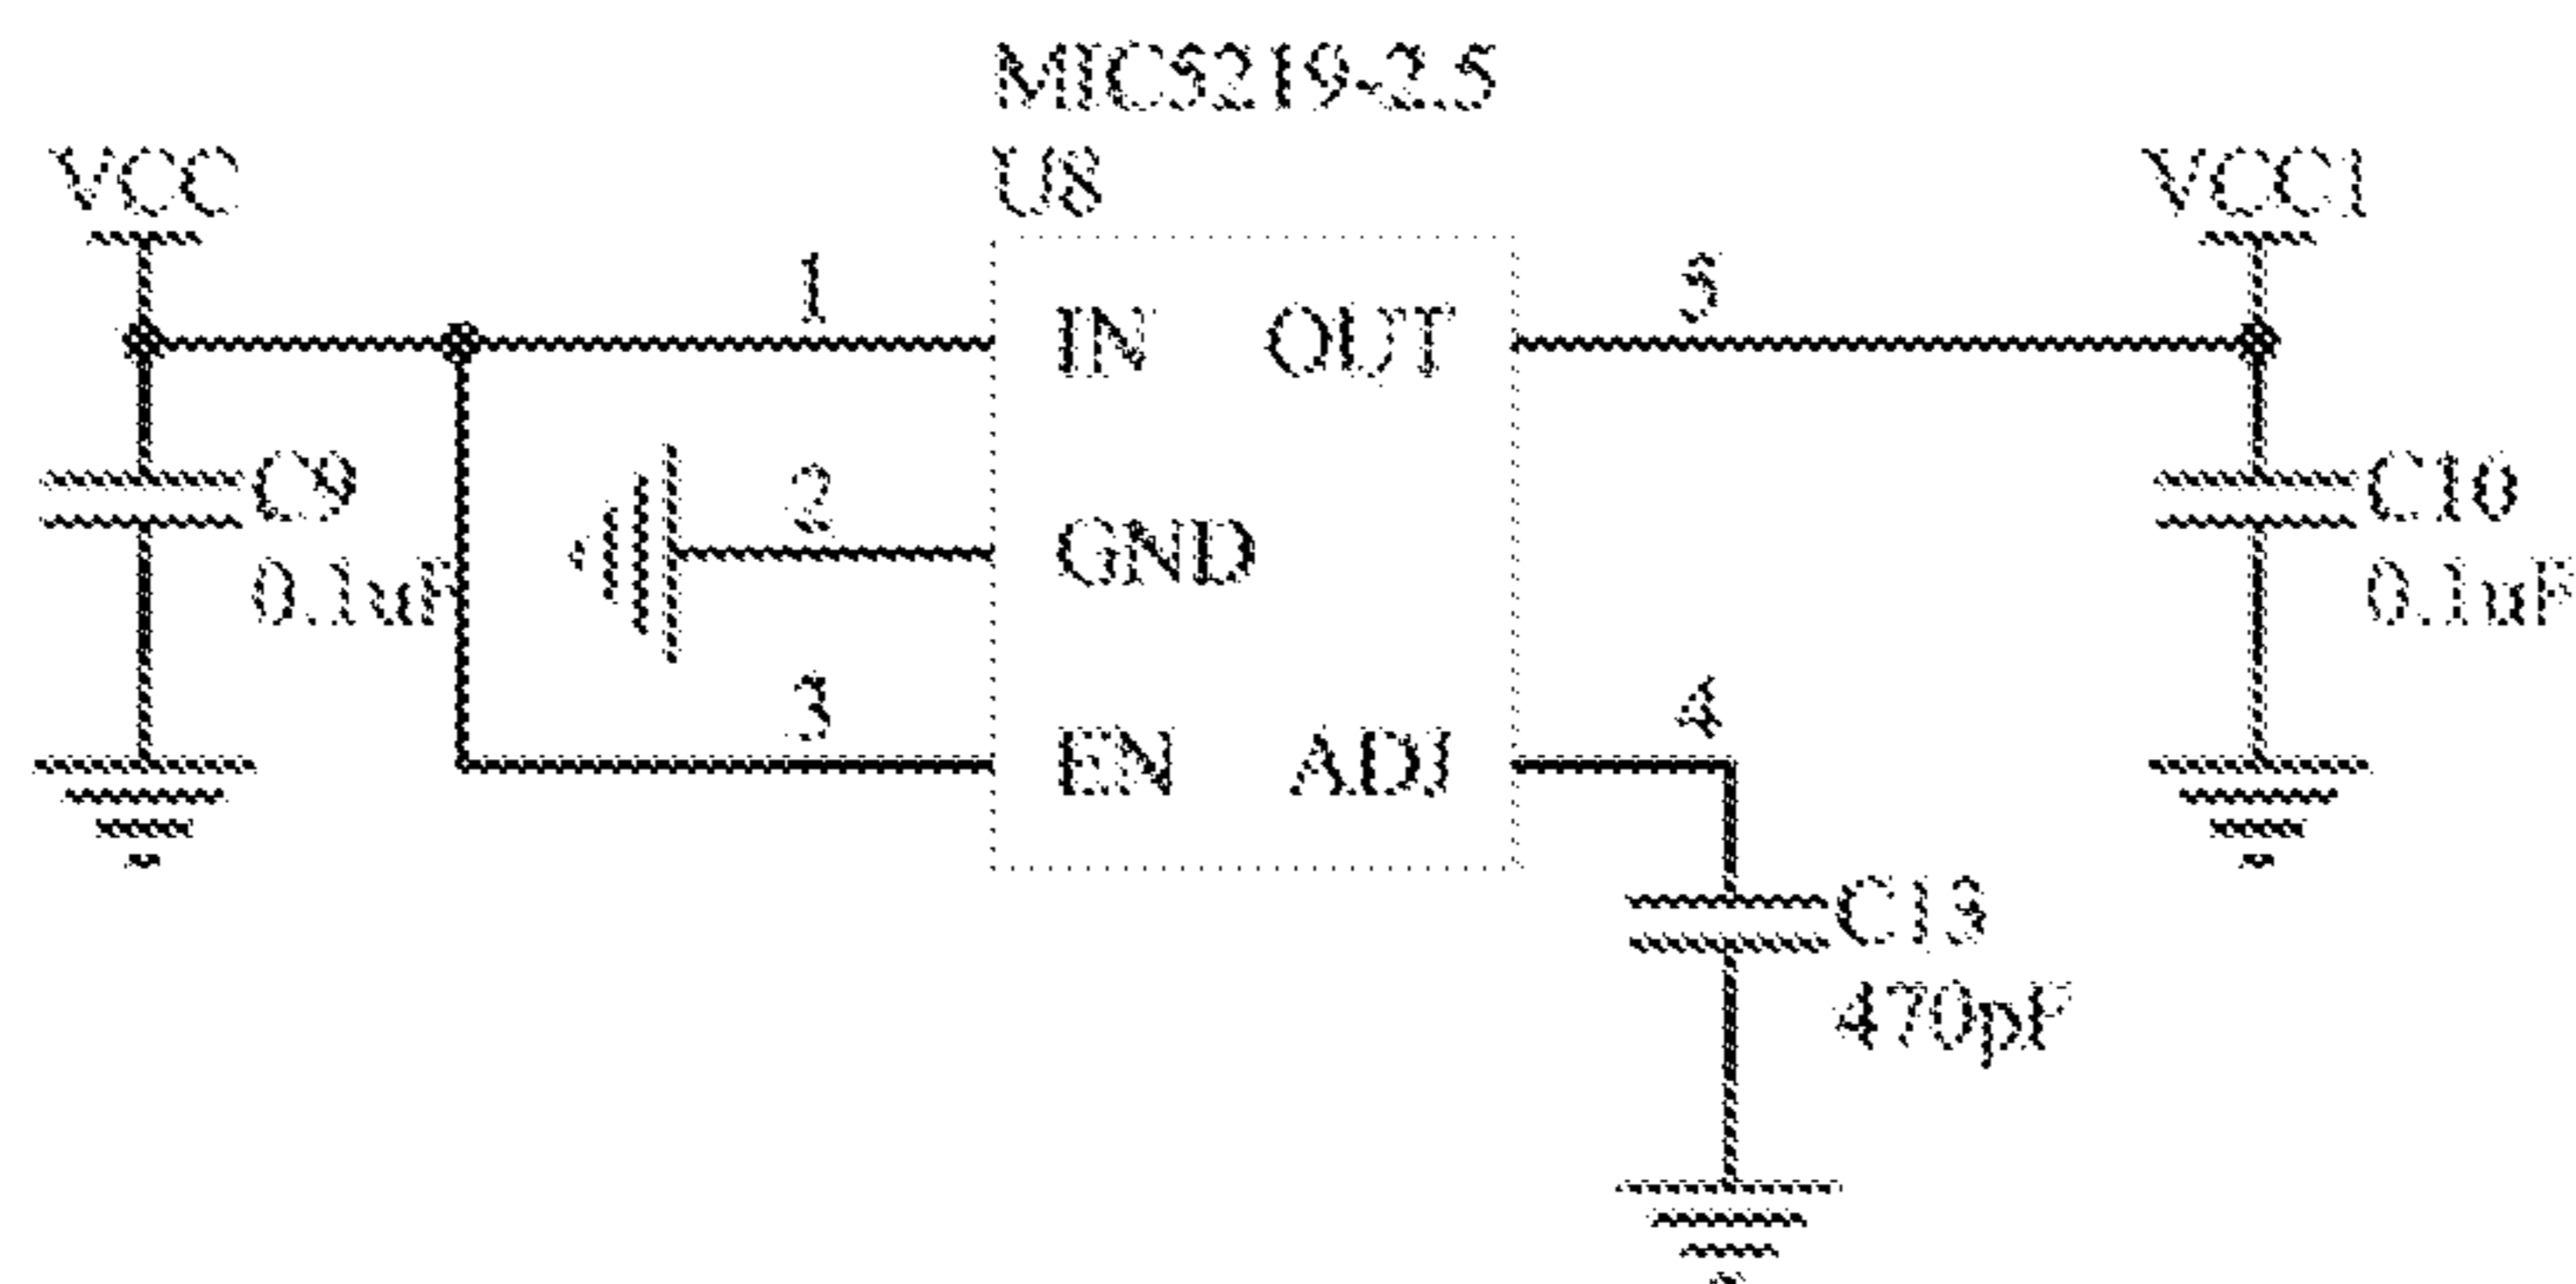 MIC5219-2.5
U8
VCC
VCC1
1
5
IN OUT
C9
0.1uF
2
GND
C10
0.1uF
3
4
EN ADJ
C13
470pF